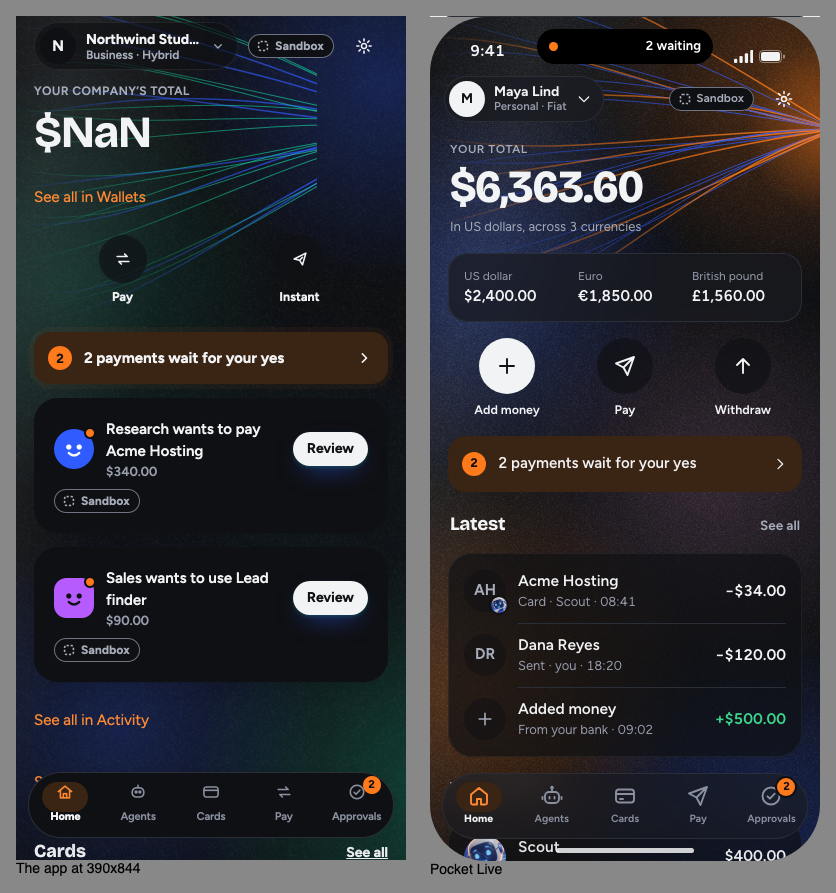 N
Northwind Stud...
Business · Hybrid
Sandbox
YOUR COMPANY'S TOTAL
$NaN
See all in Wallets
Pay
Instant
2
2 payments wait for your yes
Research wants to pay
Acme Hosting
$340.00
Review
Sandbox
Sales wants to use Lead
finder
$90.00
Review
Sandbox
See all in Activity
2
Home
Agents
Cards
Pay
Approvals
Cards
See all
The app at 390x844
9:41
2 waiting
M
Maya Lind
Personal · Fiat
Sandbox
YOUR TOTAL
$6,363.60
In US dollars, across 3 currencies
US dollar
Euro
British pound
$2,400.00
€1,850.00
£1,560.00
Add money
Pay
Withdraw
2
2 payments wait for your yes
Latest
See all
AH
Acme Hosting
Card · Scout · 08:41
-$34.00
DR
Dana Reyes
Sent · you · 18:20
-$120.00
Added money
From your bank · 09:02
+$500.00
2
Home
Agents
Cards
Pay
Approvals
Scout
$400.00
Pocket Live